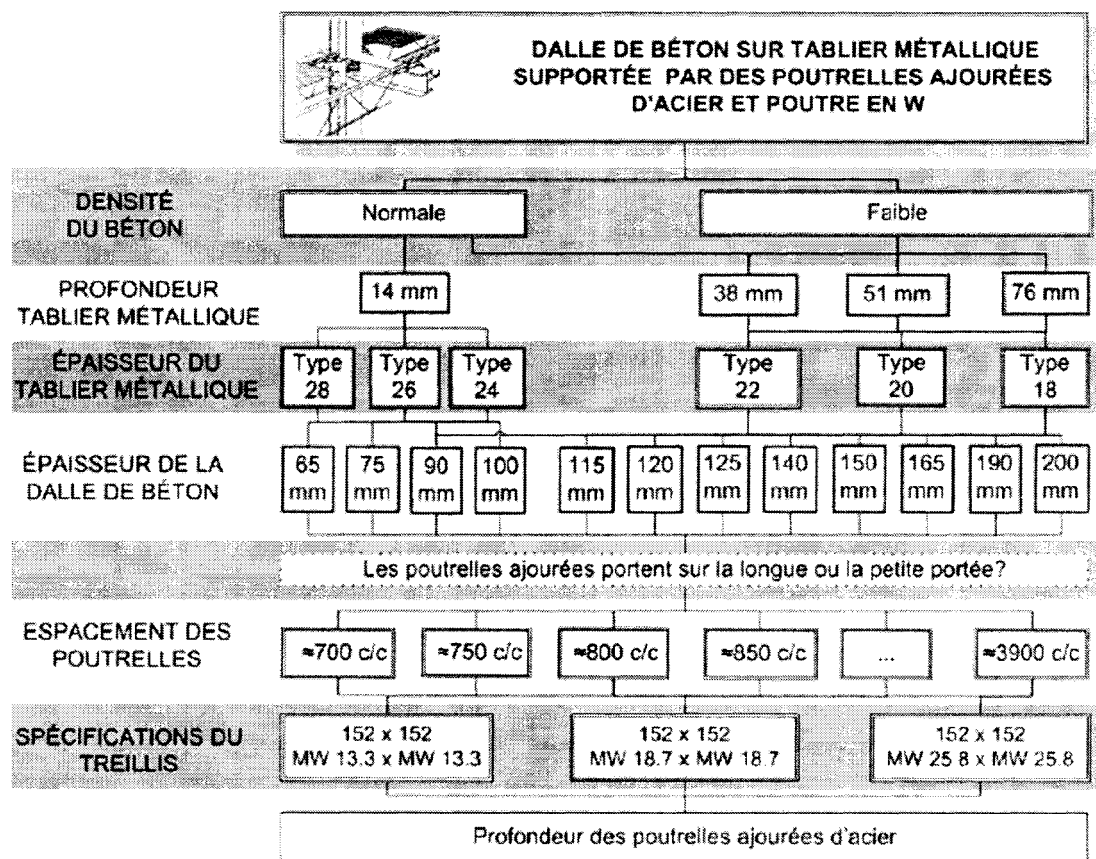 DALLE DE BÉTON SUR TABLIER MÉTALLIQUE
SUPPORTÉE PAR DES POUTRELLES AJOURÉES
D'ACIER ET POUTRE EN W
DENSITÉ
DU BÉTON
Normale
Faible
PROFONDEUR
TABLIER MÉTALLIQUE
14 mm
38 mm
51 mm
76 mm
ÉPAISSEUR DU
TABLIER MÉTALLIQUE
Type
28
Type
26
Type
24
Type
22
Type
20
Type
18
ÉPAISSEUR DE LA
DALLE DE BÉTON
65
mm
75
mm
90
mm
100
mm
115
mm
120
mm
125
mm
140
mm
150
mm
165
mm
190
mm
200
mm
Les poutrelles ajourées portent sur la longue ou la petite portée?
ESPACEMENT DES
POUTRELLES
≈700 c/c
≈750 c/c
≈800 c/c
≈850 c/c
...
≈3900 c/c
SPÉCIFICATIONS DU
TREILLIS
152 x 152
MW 13.3 x MW 13.3
152 x 152
MW 18.7 x MW 18.7
152 x 152
MW 25.8 x MW 25.8
Profondeur des poutrelles ajourées d'acier